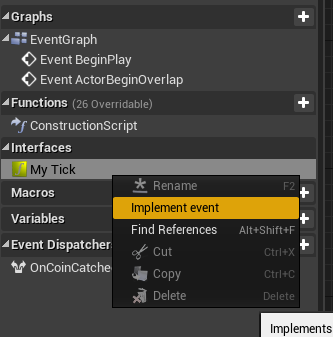 Graphs
EventGraph
Event BeginPlay
Event ActorBeginOverlap
Functions (26 Overridable)
ConstructionScript
Interfaces
My Tick
Rename F2
Macros
Implement event
Variables
Find References Alt+Shift+F
Event Dispatchers
Cut Ctrl+X
OnCoinCatche
Copy Ctrl+C
Delete Delete
Implements